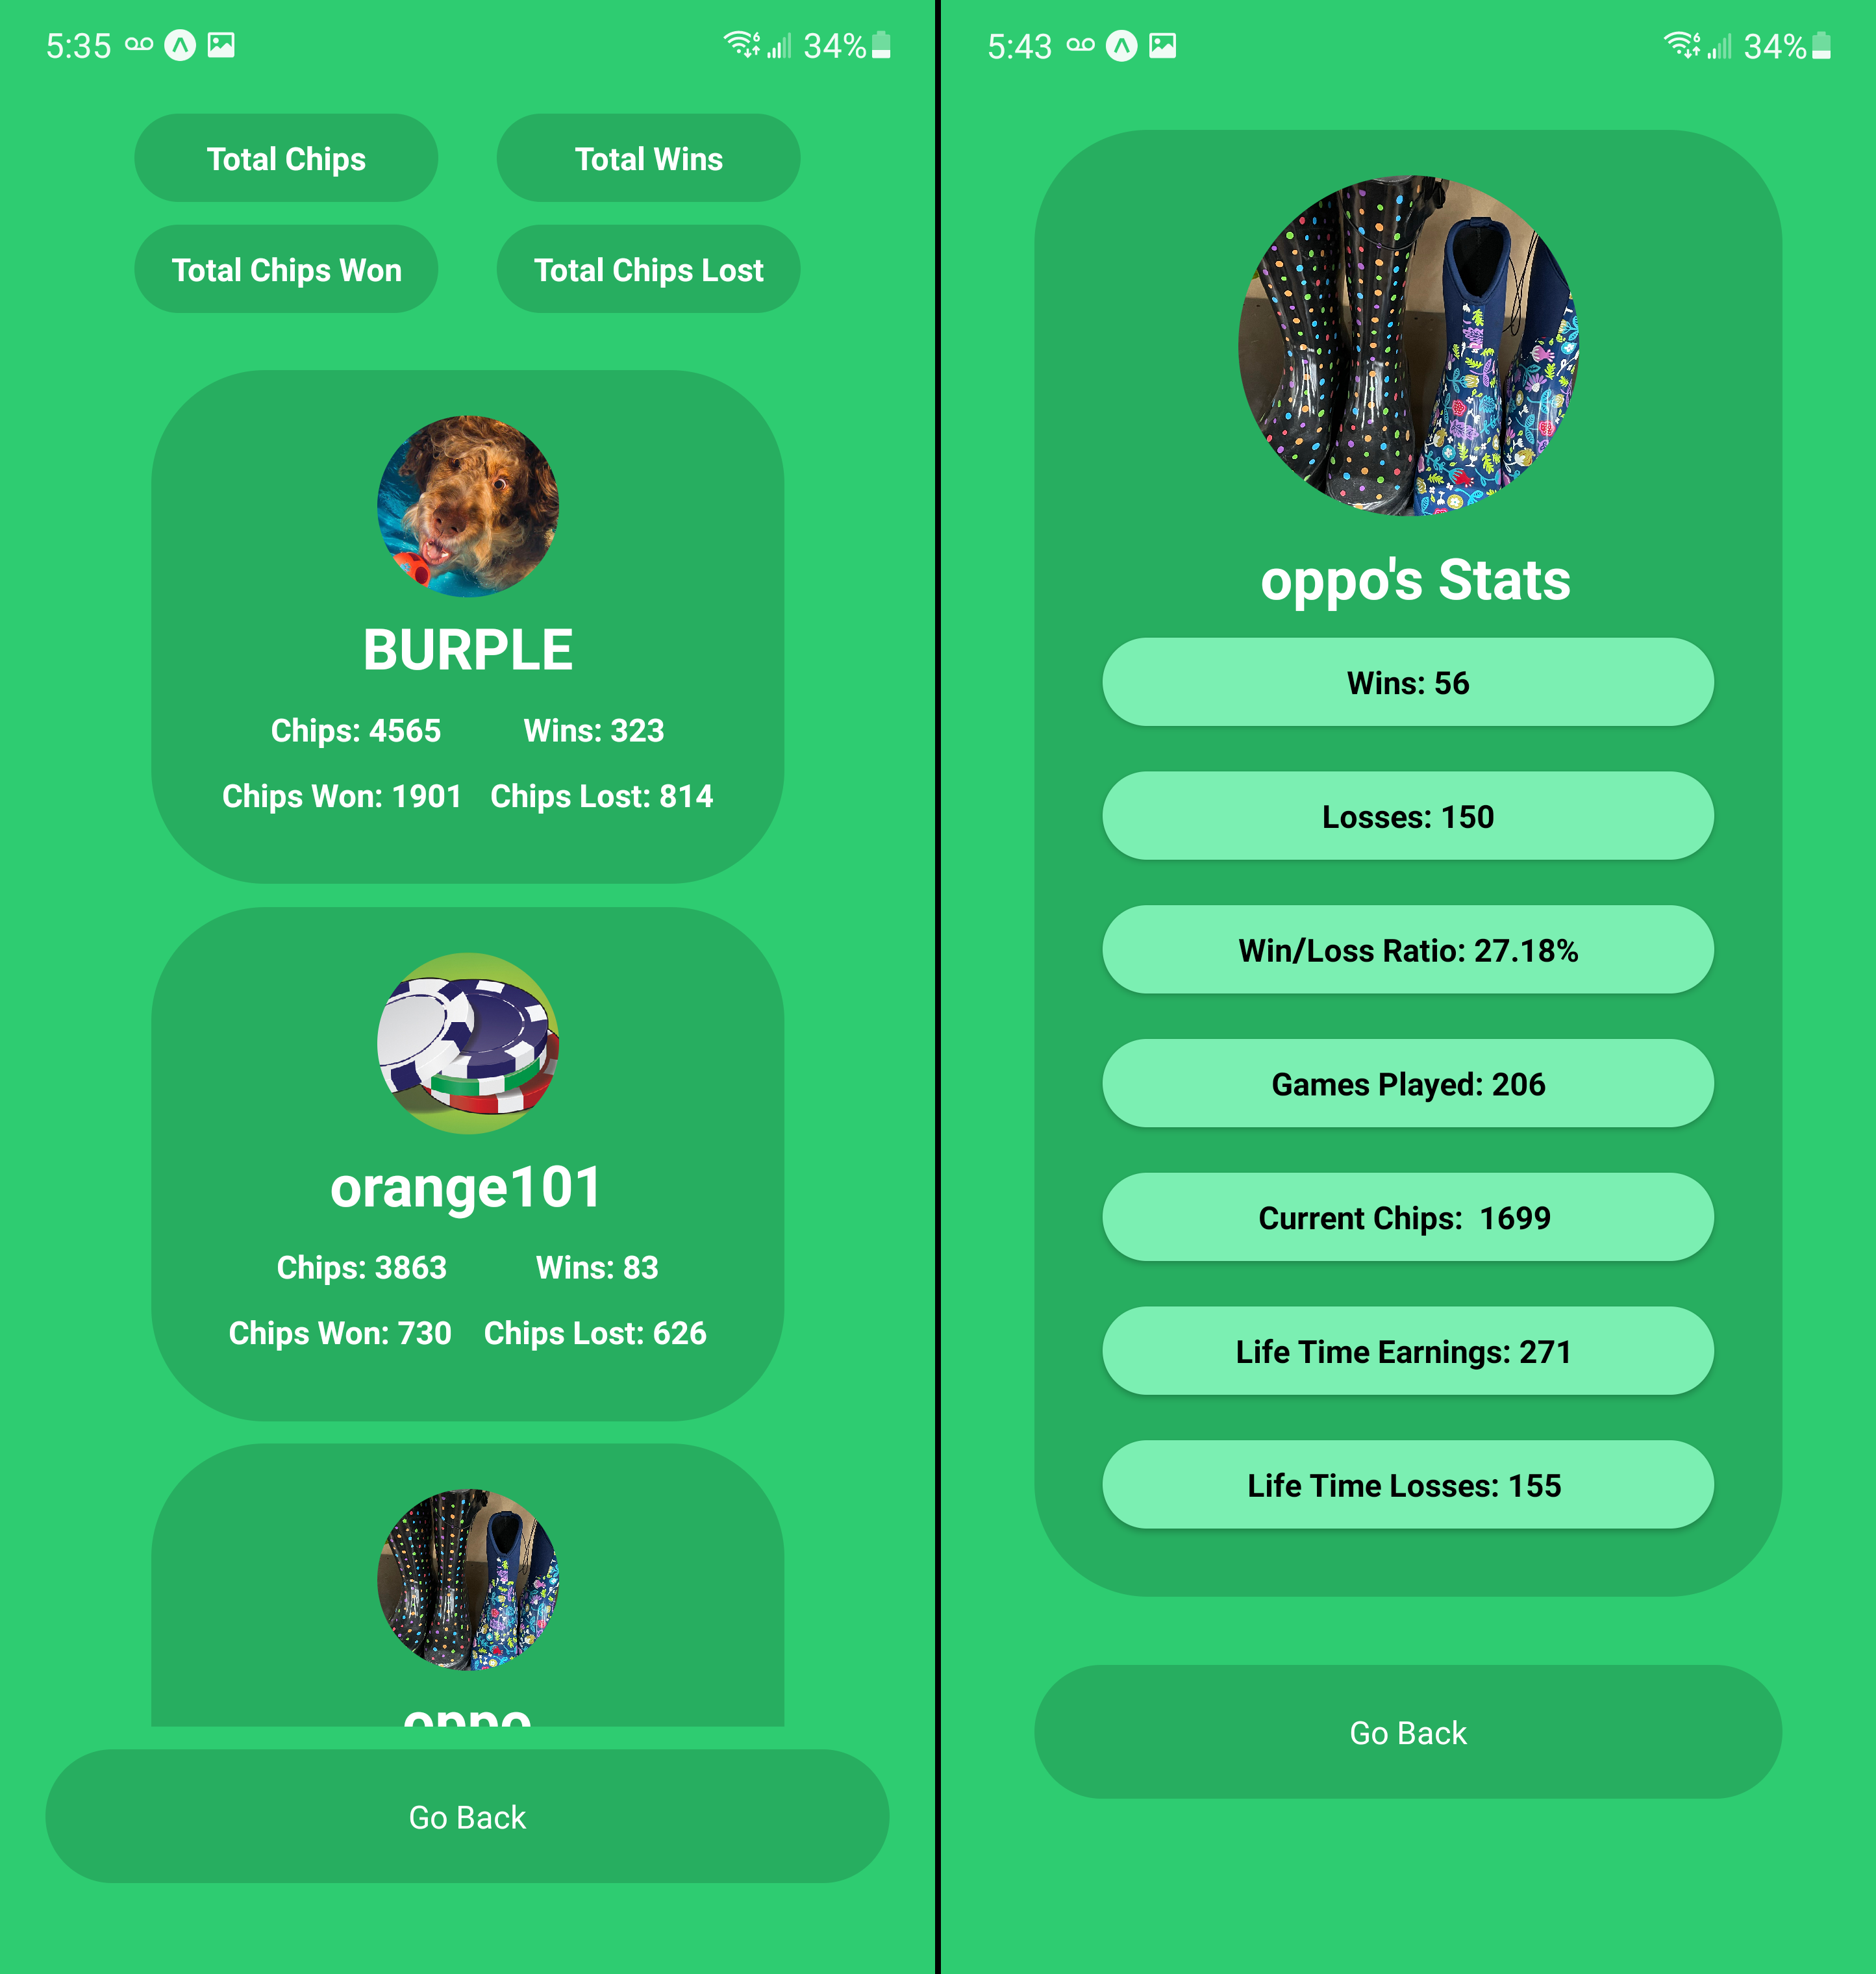 5:35
34%
Total Chips
Total Wins
Total Chips Won
Total Chips Lost
BURPLE
Chips: 4565
Wins: 323
Chips Won: 1901
Chips Lost: 814
orange101
Chips: 3863
Wins: 83
Chips Won: 730
Chips Lost: 626
oppo
Go Back
5:43
34%
oppo's Stats
Wins: 56
Losses: 150
Win/Loss Ratio: 27.18%
Games Played: 206
Current Chips:  1699
Life Time Earnings: 271
Life Time Losses: 155
Go Back